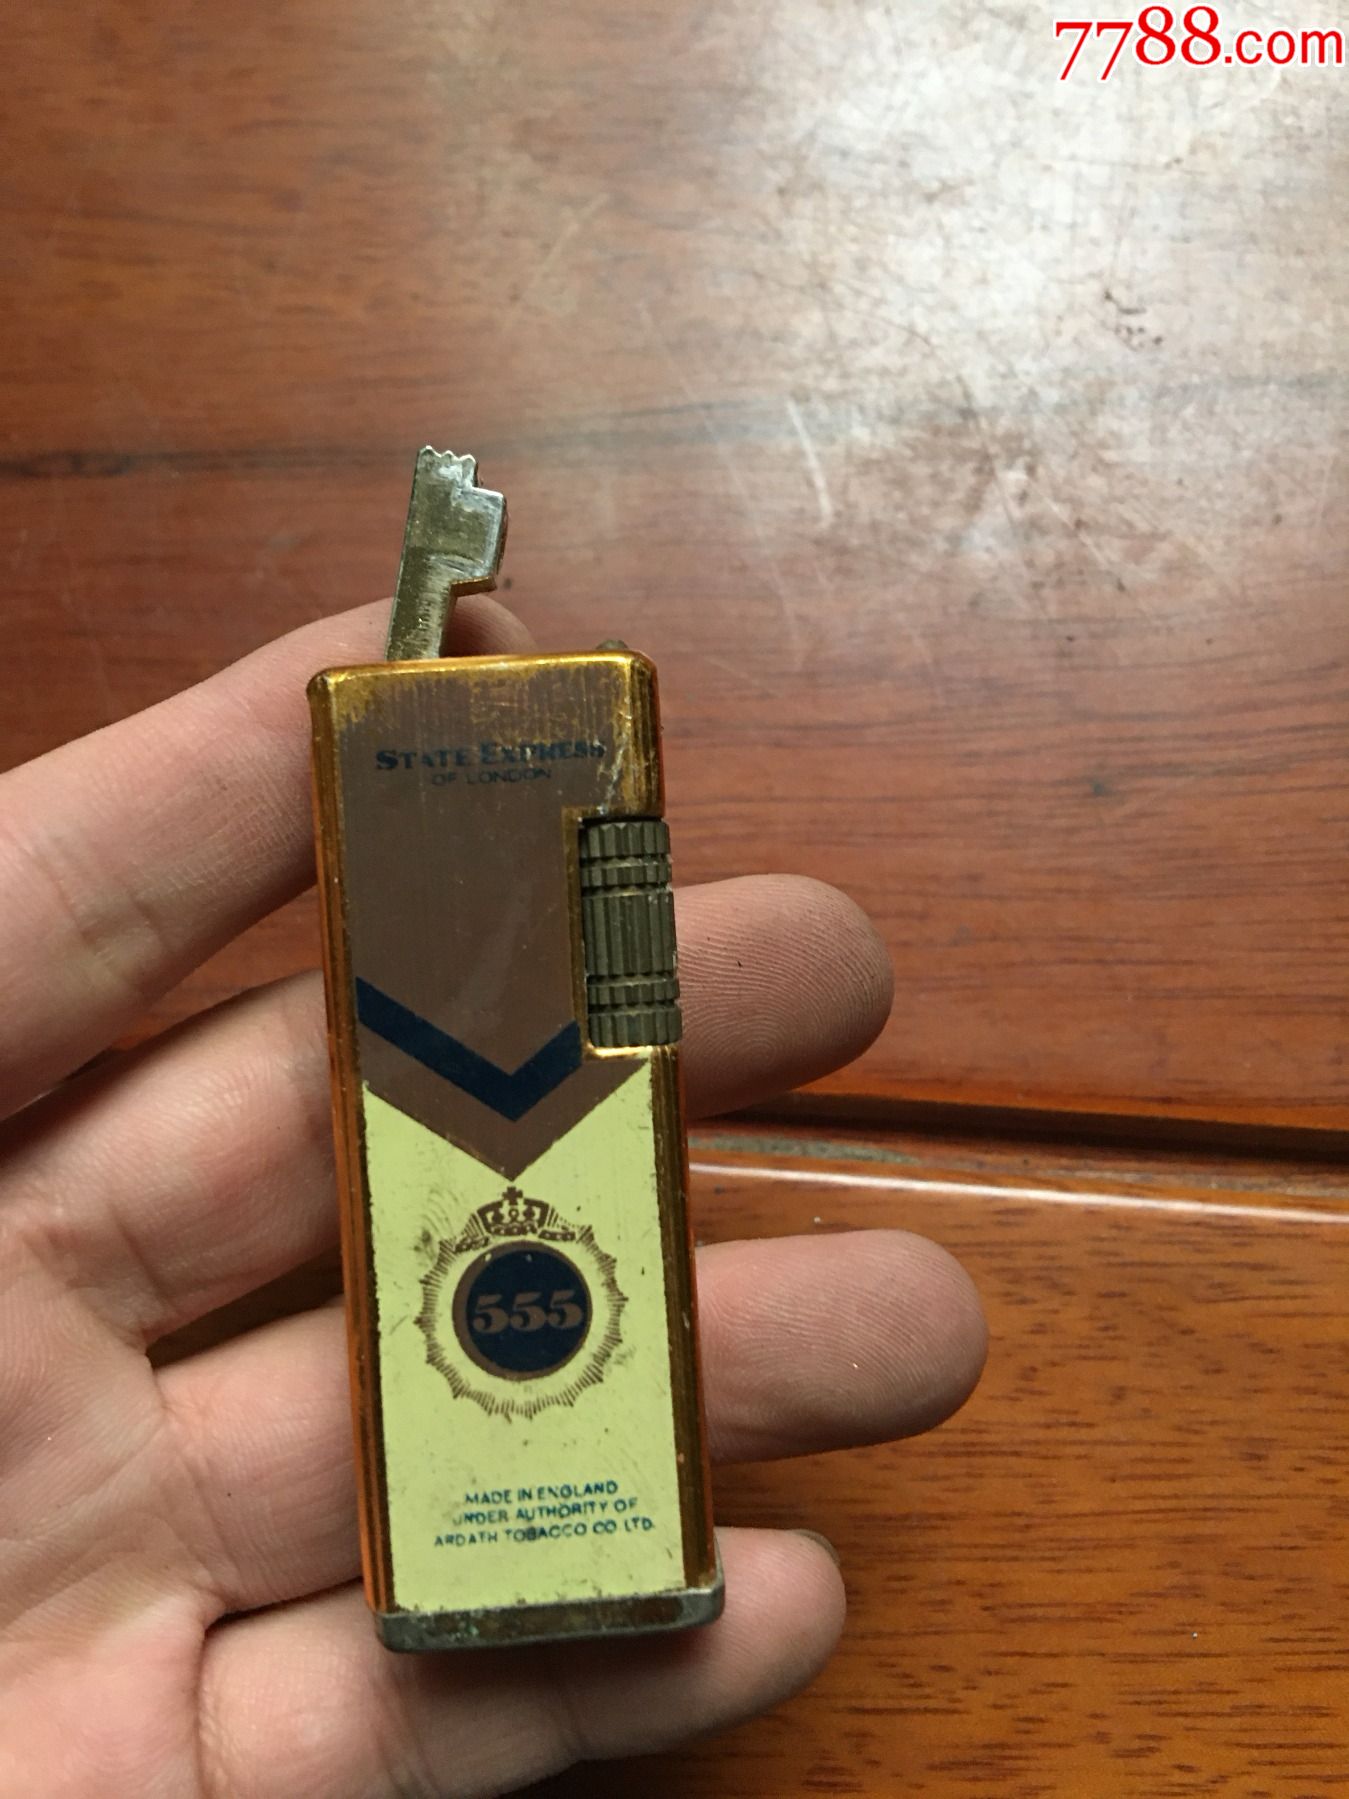 7788.com
STATE EXPRESS
OF LONDON
555
MADE IN ENGLAND
UNDER AUTHORITY OF
ARDATH TOBACCO CO. LTD.